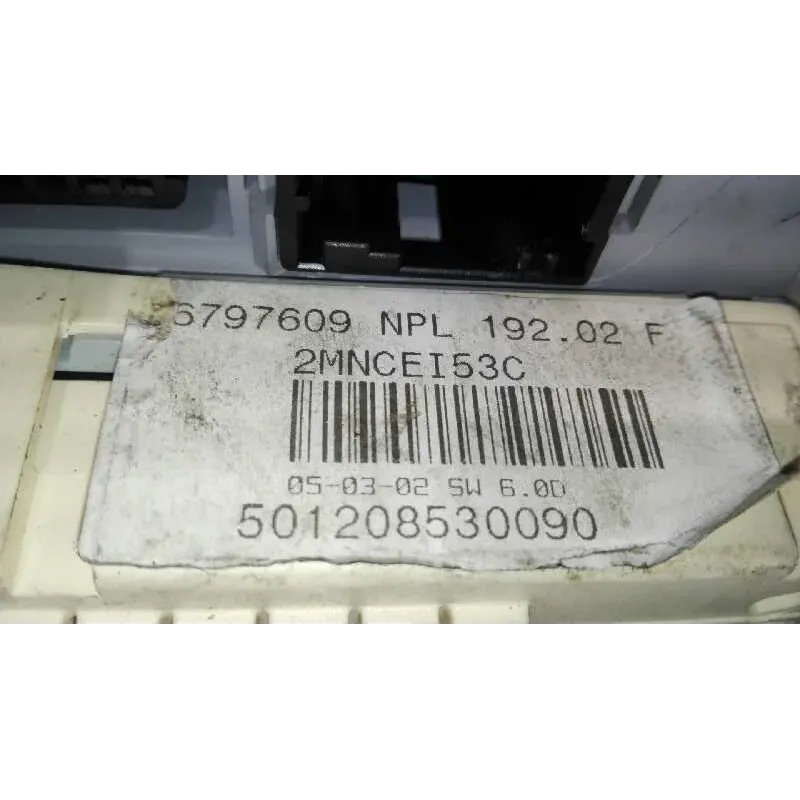 6797609 NPL 192.02 F
2MNCEI53C
05-03-02 SW 6.0D
501208530090